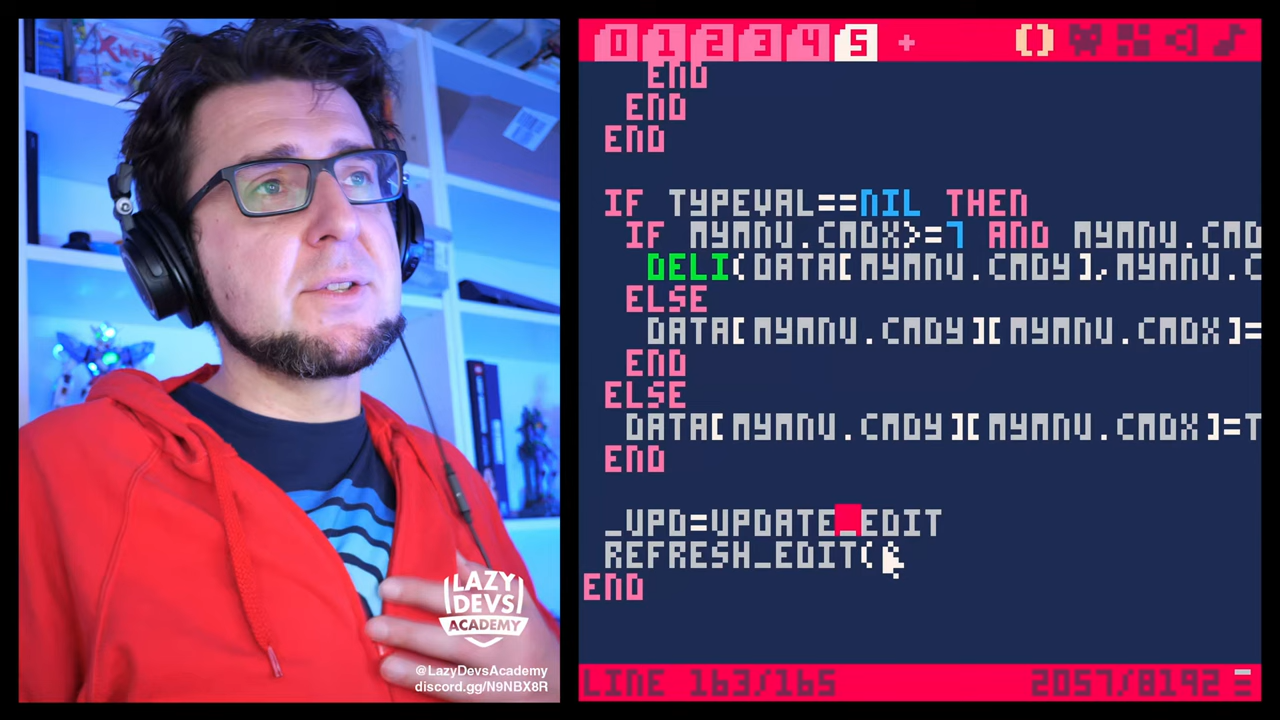 LAZY
DEVS
ACADEMY
@LazyDevsAcademy
discord.gg/N9NBX8R
0 1 2 3 4 5 + ()
END
END
END
IF TYPEVAL==NIL THEN
IF MYMNU.CMDX>=7 AND MYMNU.CMD
DELI(DATA[MYMNU.CMDY],MYMNU.C
ELSE
DATA[MYMNU.CMDY][MYMNU.CMDX]=
END
ELSE
DATA[MYMNU.CMDY][MYMNU.CMDX]=T
END
_UPD=UPDATE_EDIT
REFRESH_EDIT(
END
LINE 163/165 2057/8192